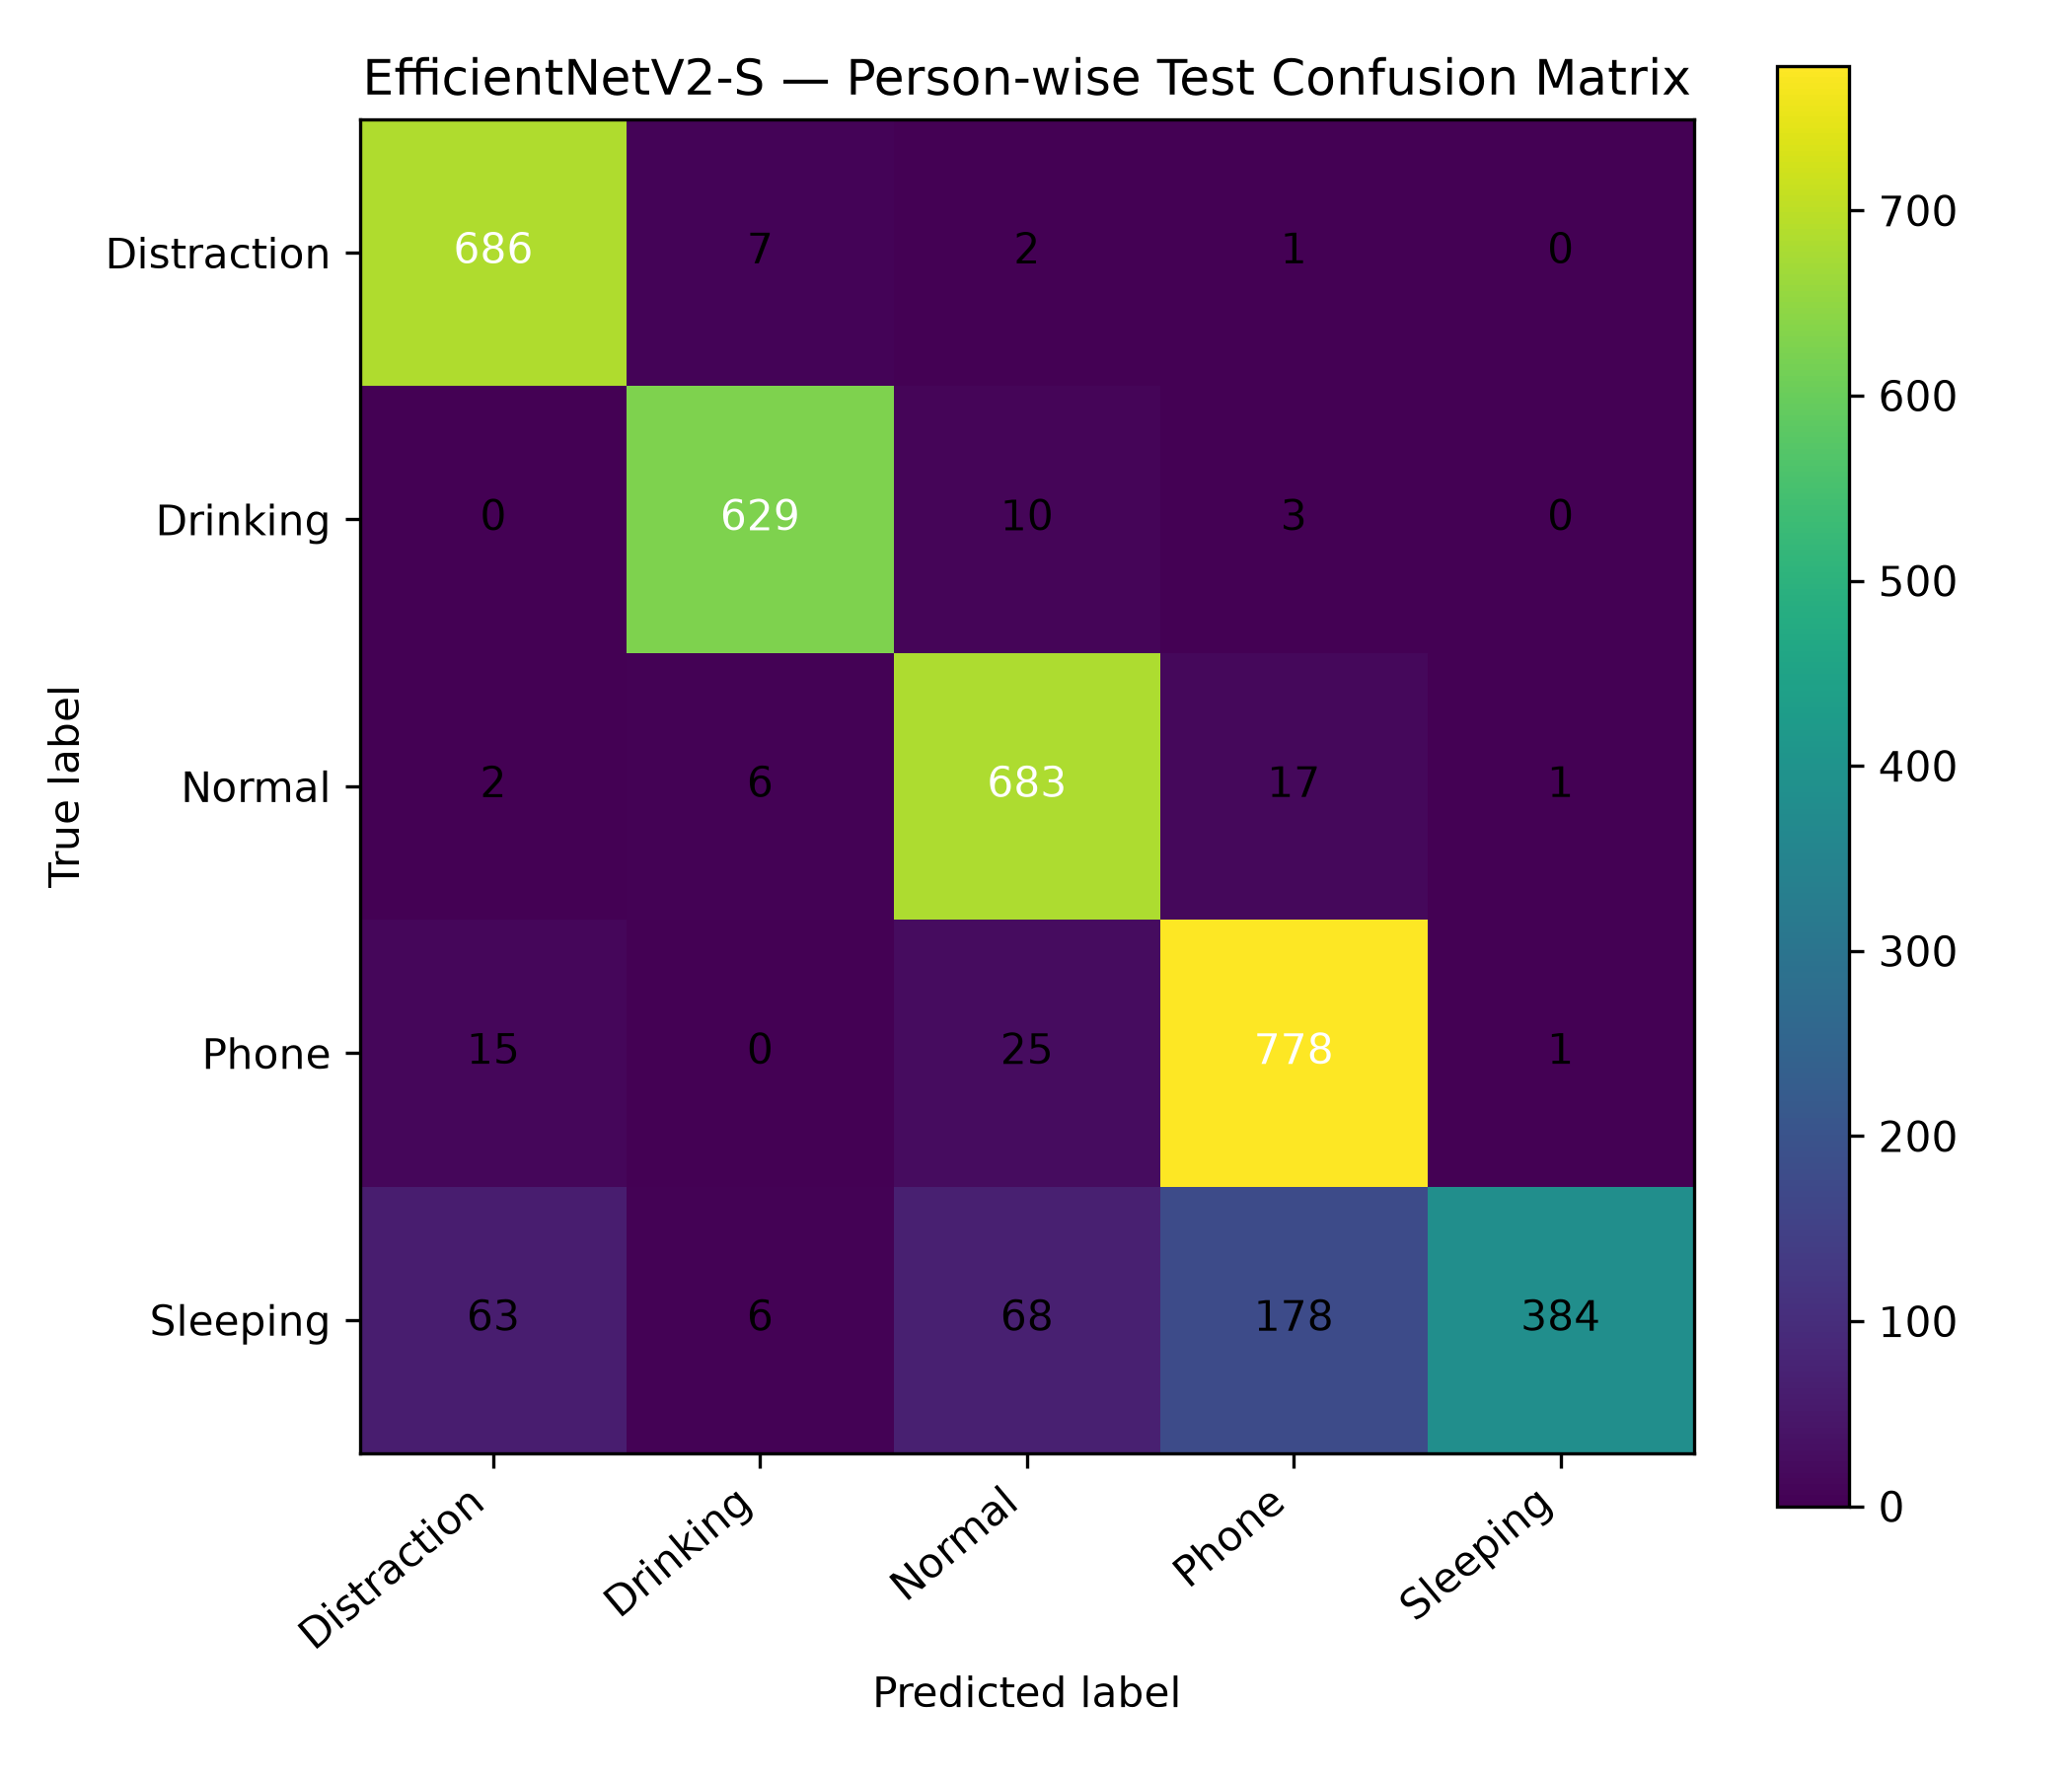 EfficientNetV2-S — Person-wise Test Confusion Matrix
True label
Distraction 686 7 2 1 0
Drinking 0 629 10 3 0
Normal 2 6 683 17 1
Phone 15 0 25 778 1
Sleeping 63 6 68 178 384
Distraction Drinking Normal Phone Sleeping
Predicted label
700
600
500
400
300
200
100
0